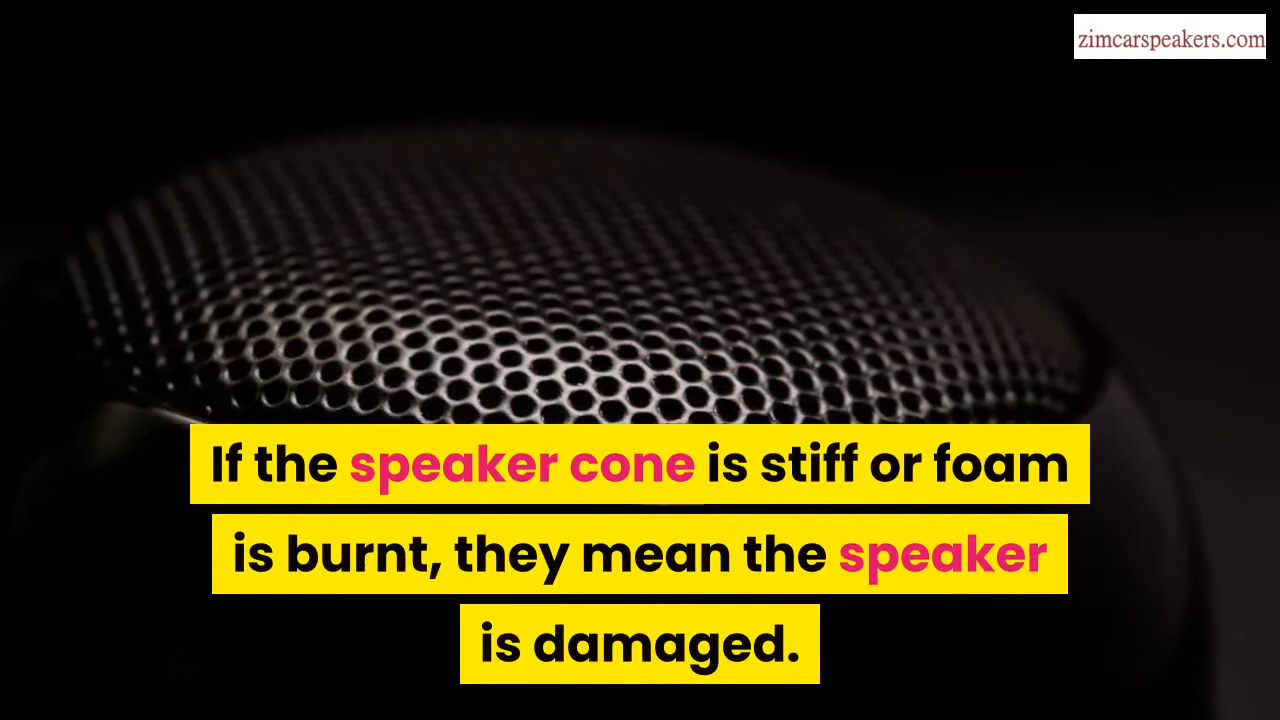 zimcarspeakers.com
If the speaker cone is stiff or foam
is burnt, they mean the speaker
is damaged.